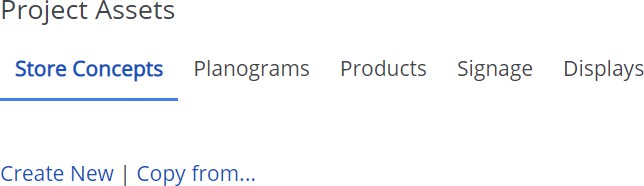 Project Assets
Store Concepts Planograms Products Signage Displays
Create New | Copy from...